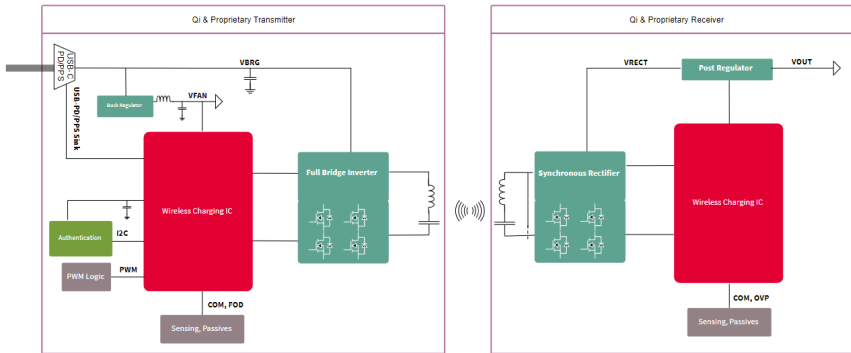 Qi & Proprietary Transmitter
Qi & Proprietary Receiver
USB-C
PD/PPS
VBRG
VRECT
Post Regulator
VOUT
Buck Regulator
VFAN
USB-PD/PPS Sink
Full Bridge Inverter
Synchronous Rectifier
Wireless Charging IC
Wireless Charging IC
Authentication
I2C
PWM Logic
PWM
COM, FOD
COM, OVP
Sensing, Passives
Sensing, Passives